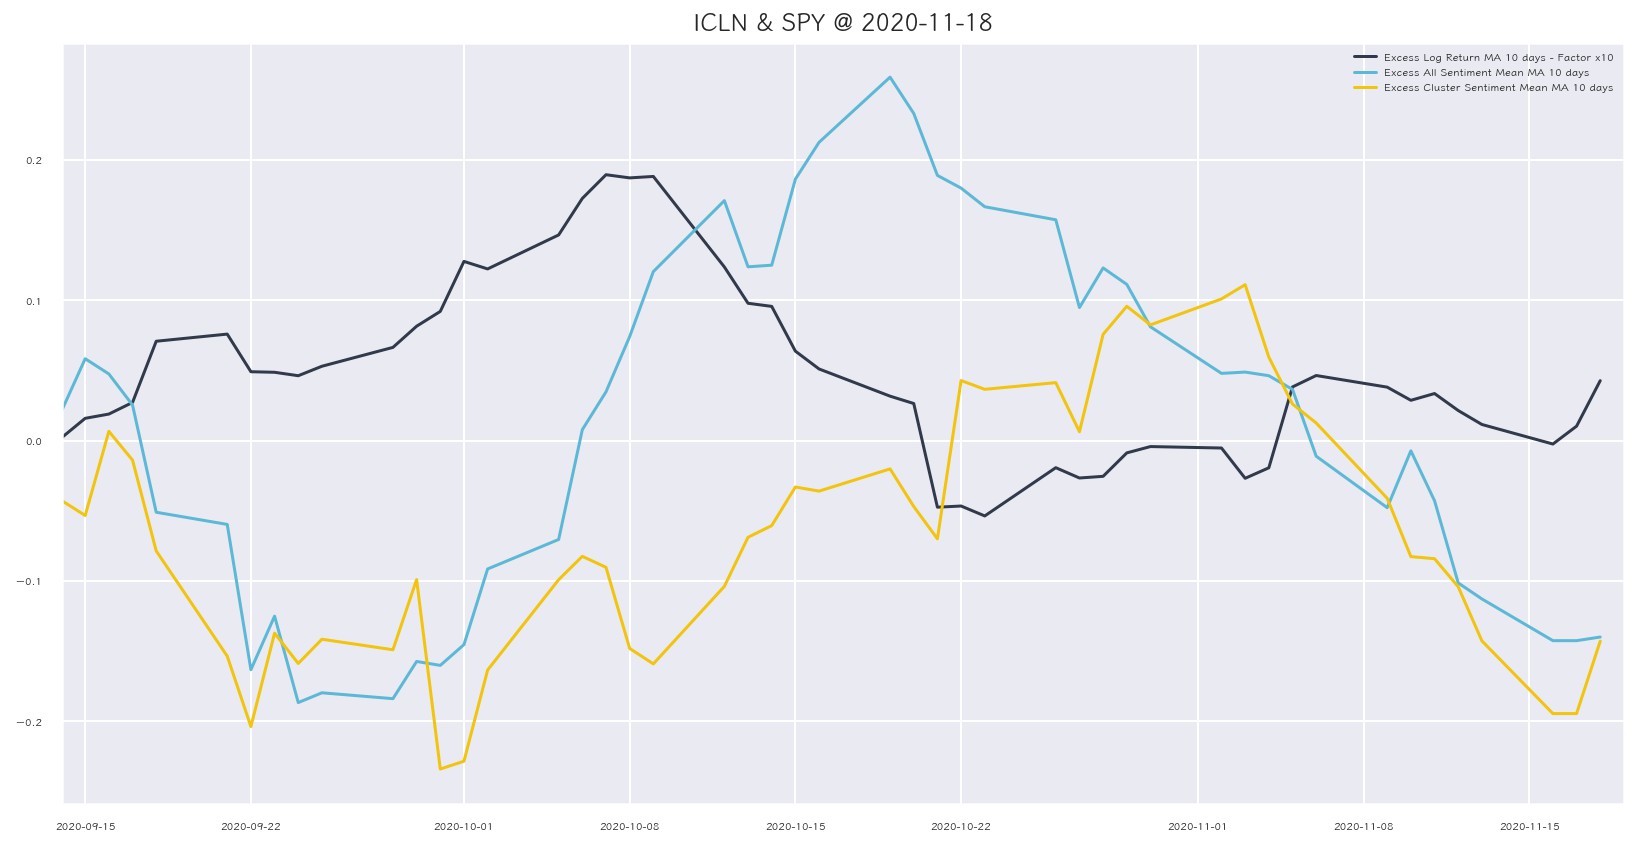 ICLN & SPY @ 2020-11-18
Excess Log Return MA 10 days - Factor x10
Excess All Sentiment Mean MA 10 days
Excess Cluster Sentiment Mean MA 10 days
0.2
0.1
0.0
−0.1
−0.2
2020-09-15 2020-09-22 2020-10-01 2020-10-08 2020-10-15 2020-10-22 2020-11-01 2020-11-08 2020-11-15